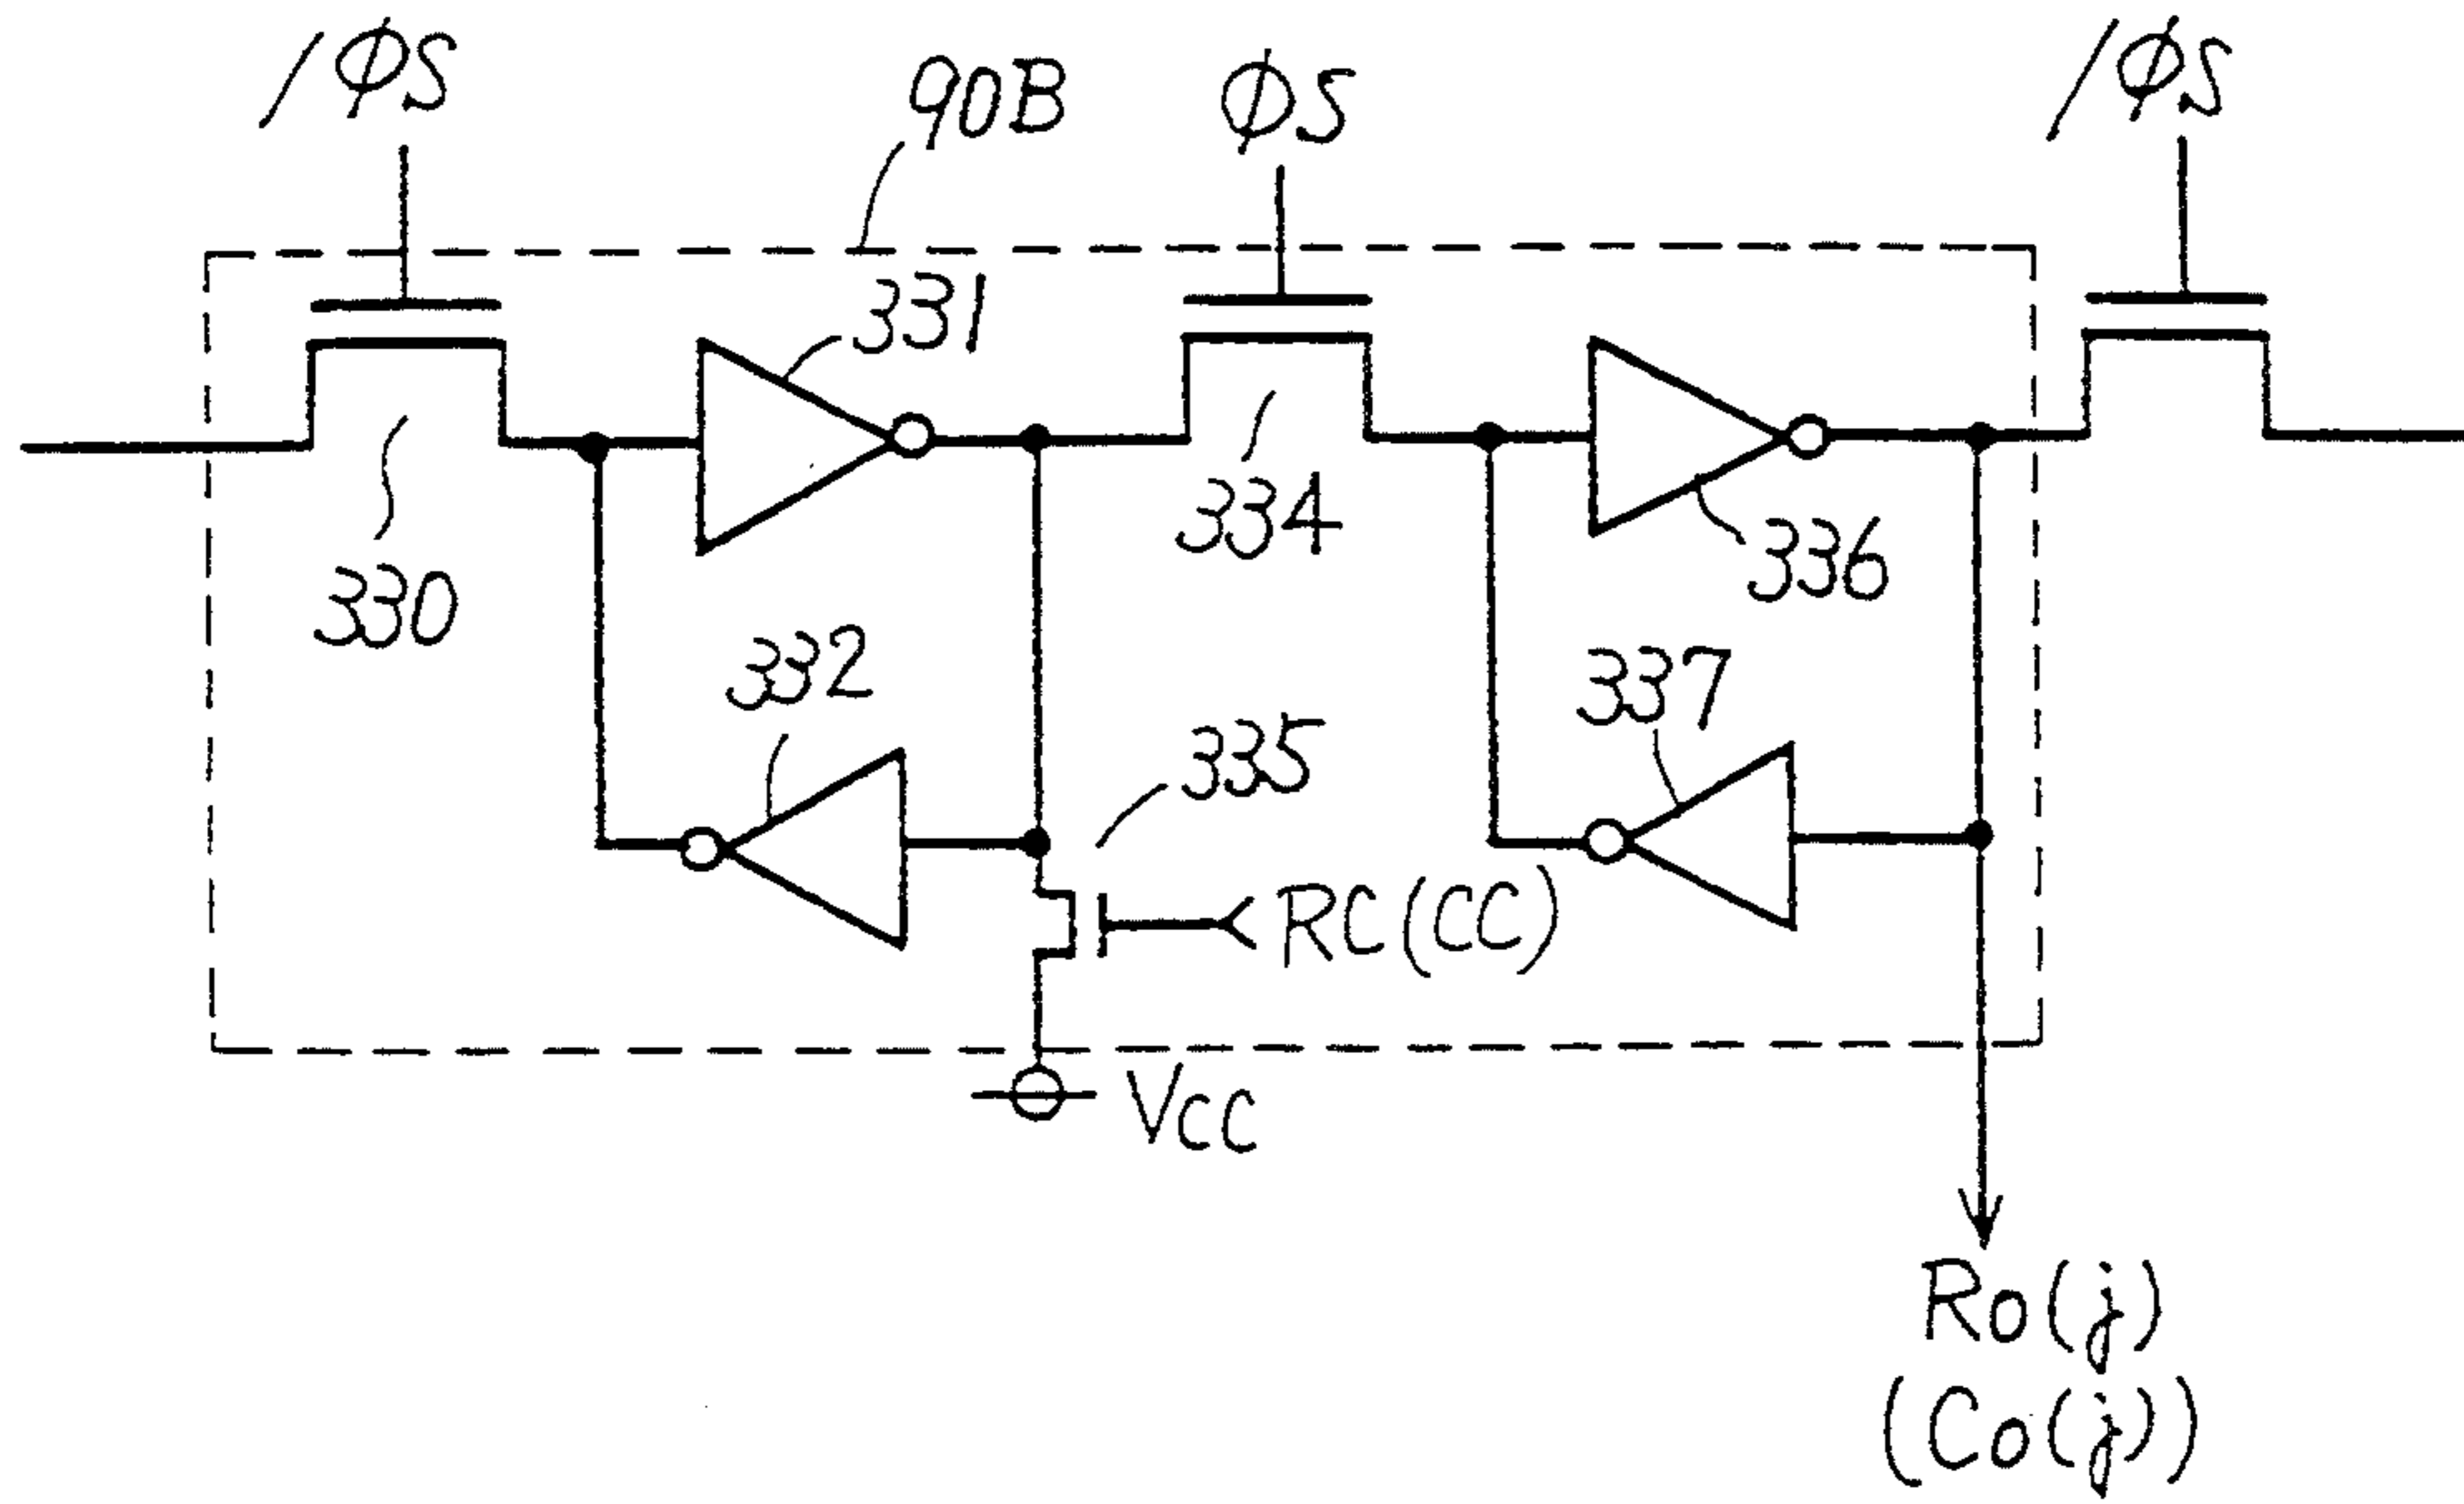 /φS
90B
φS
/φS
331
330
334
336
332
337
335
RC(CC)
VCC
Ro(j)
(Co(j))